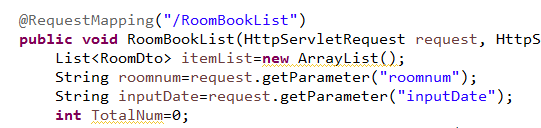 @RequestMapping("/RoomBookList")
public void RoomBookList(HttpServletRequest request, HttpS
List<RoomDto> itemList=new ArrayList();
String roomnum=request.getParameter("roomnum");
String inputDate=request.getParameter("inputDate");
int TotalNum=0;